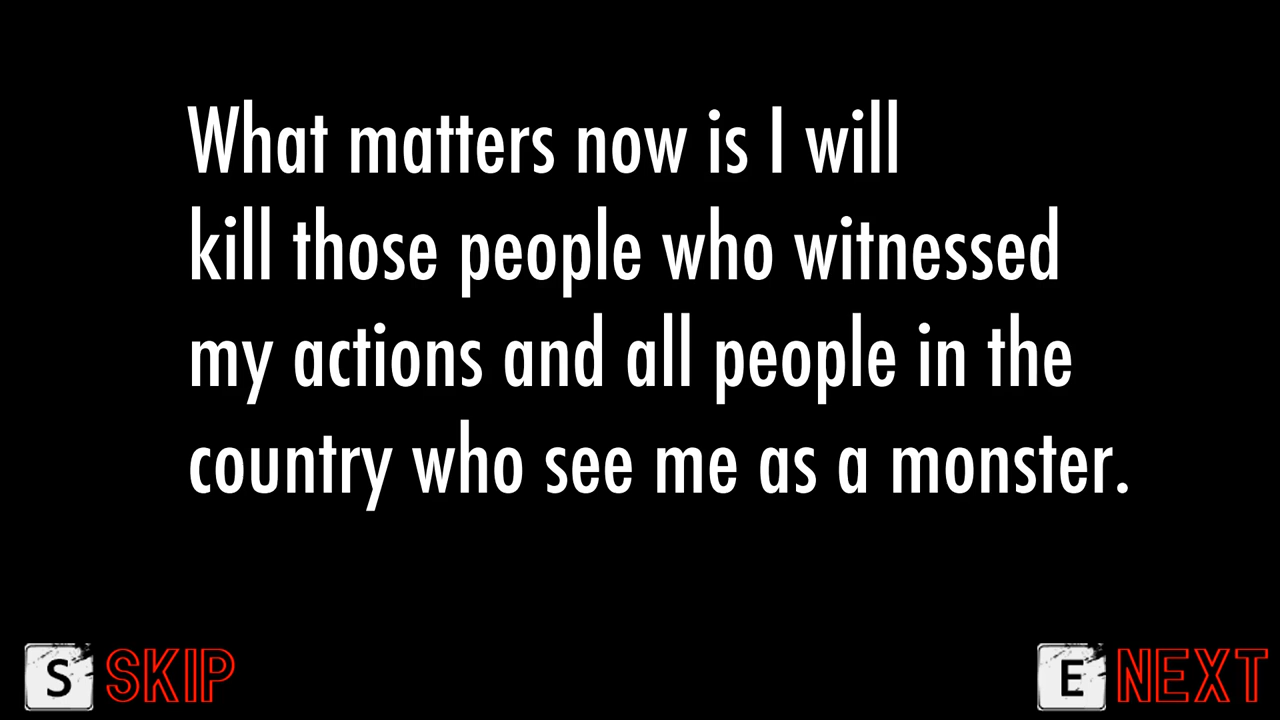 What matters now is I will
kill those people who witnessed
my actions and all people in the
country who see me as a monster.
S SKIP
E NEXT